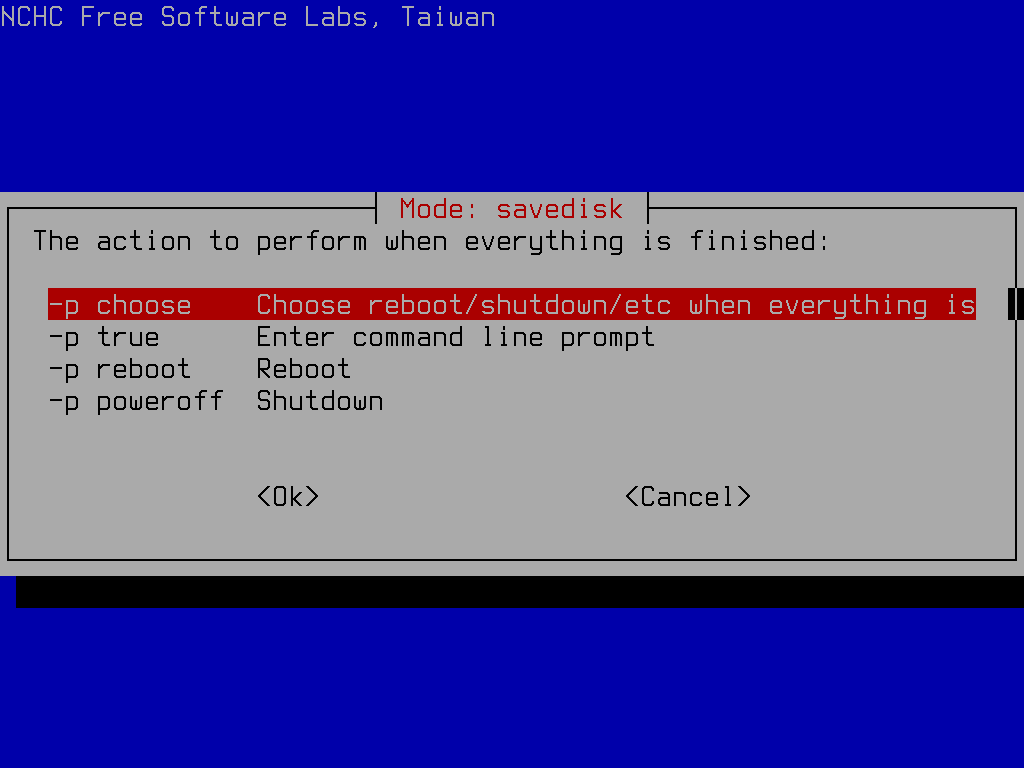 NCHC Free Software Labs, Taiwan
Mode: savedisk
The action to perform when everything is finished:
-p choose Choose reboot/shutdown/etc when everything is
-p true Enter command line prompt
-p reboot Reboot
-p poweroff Shutdown
<Ok> <Cancel>